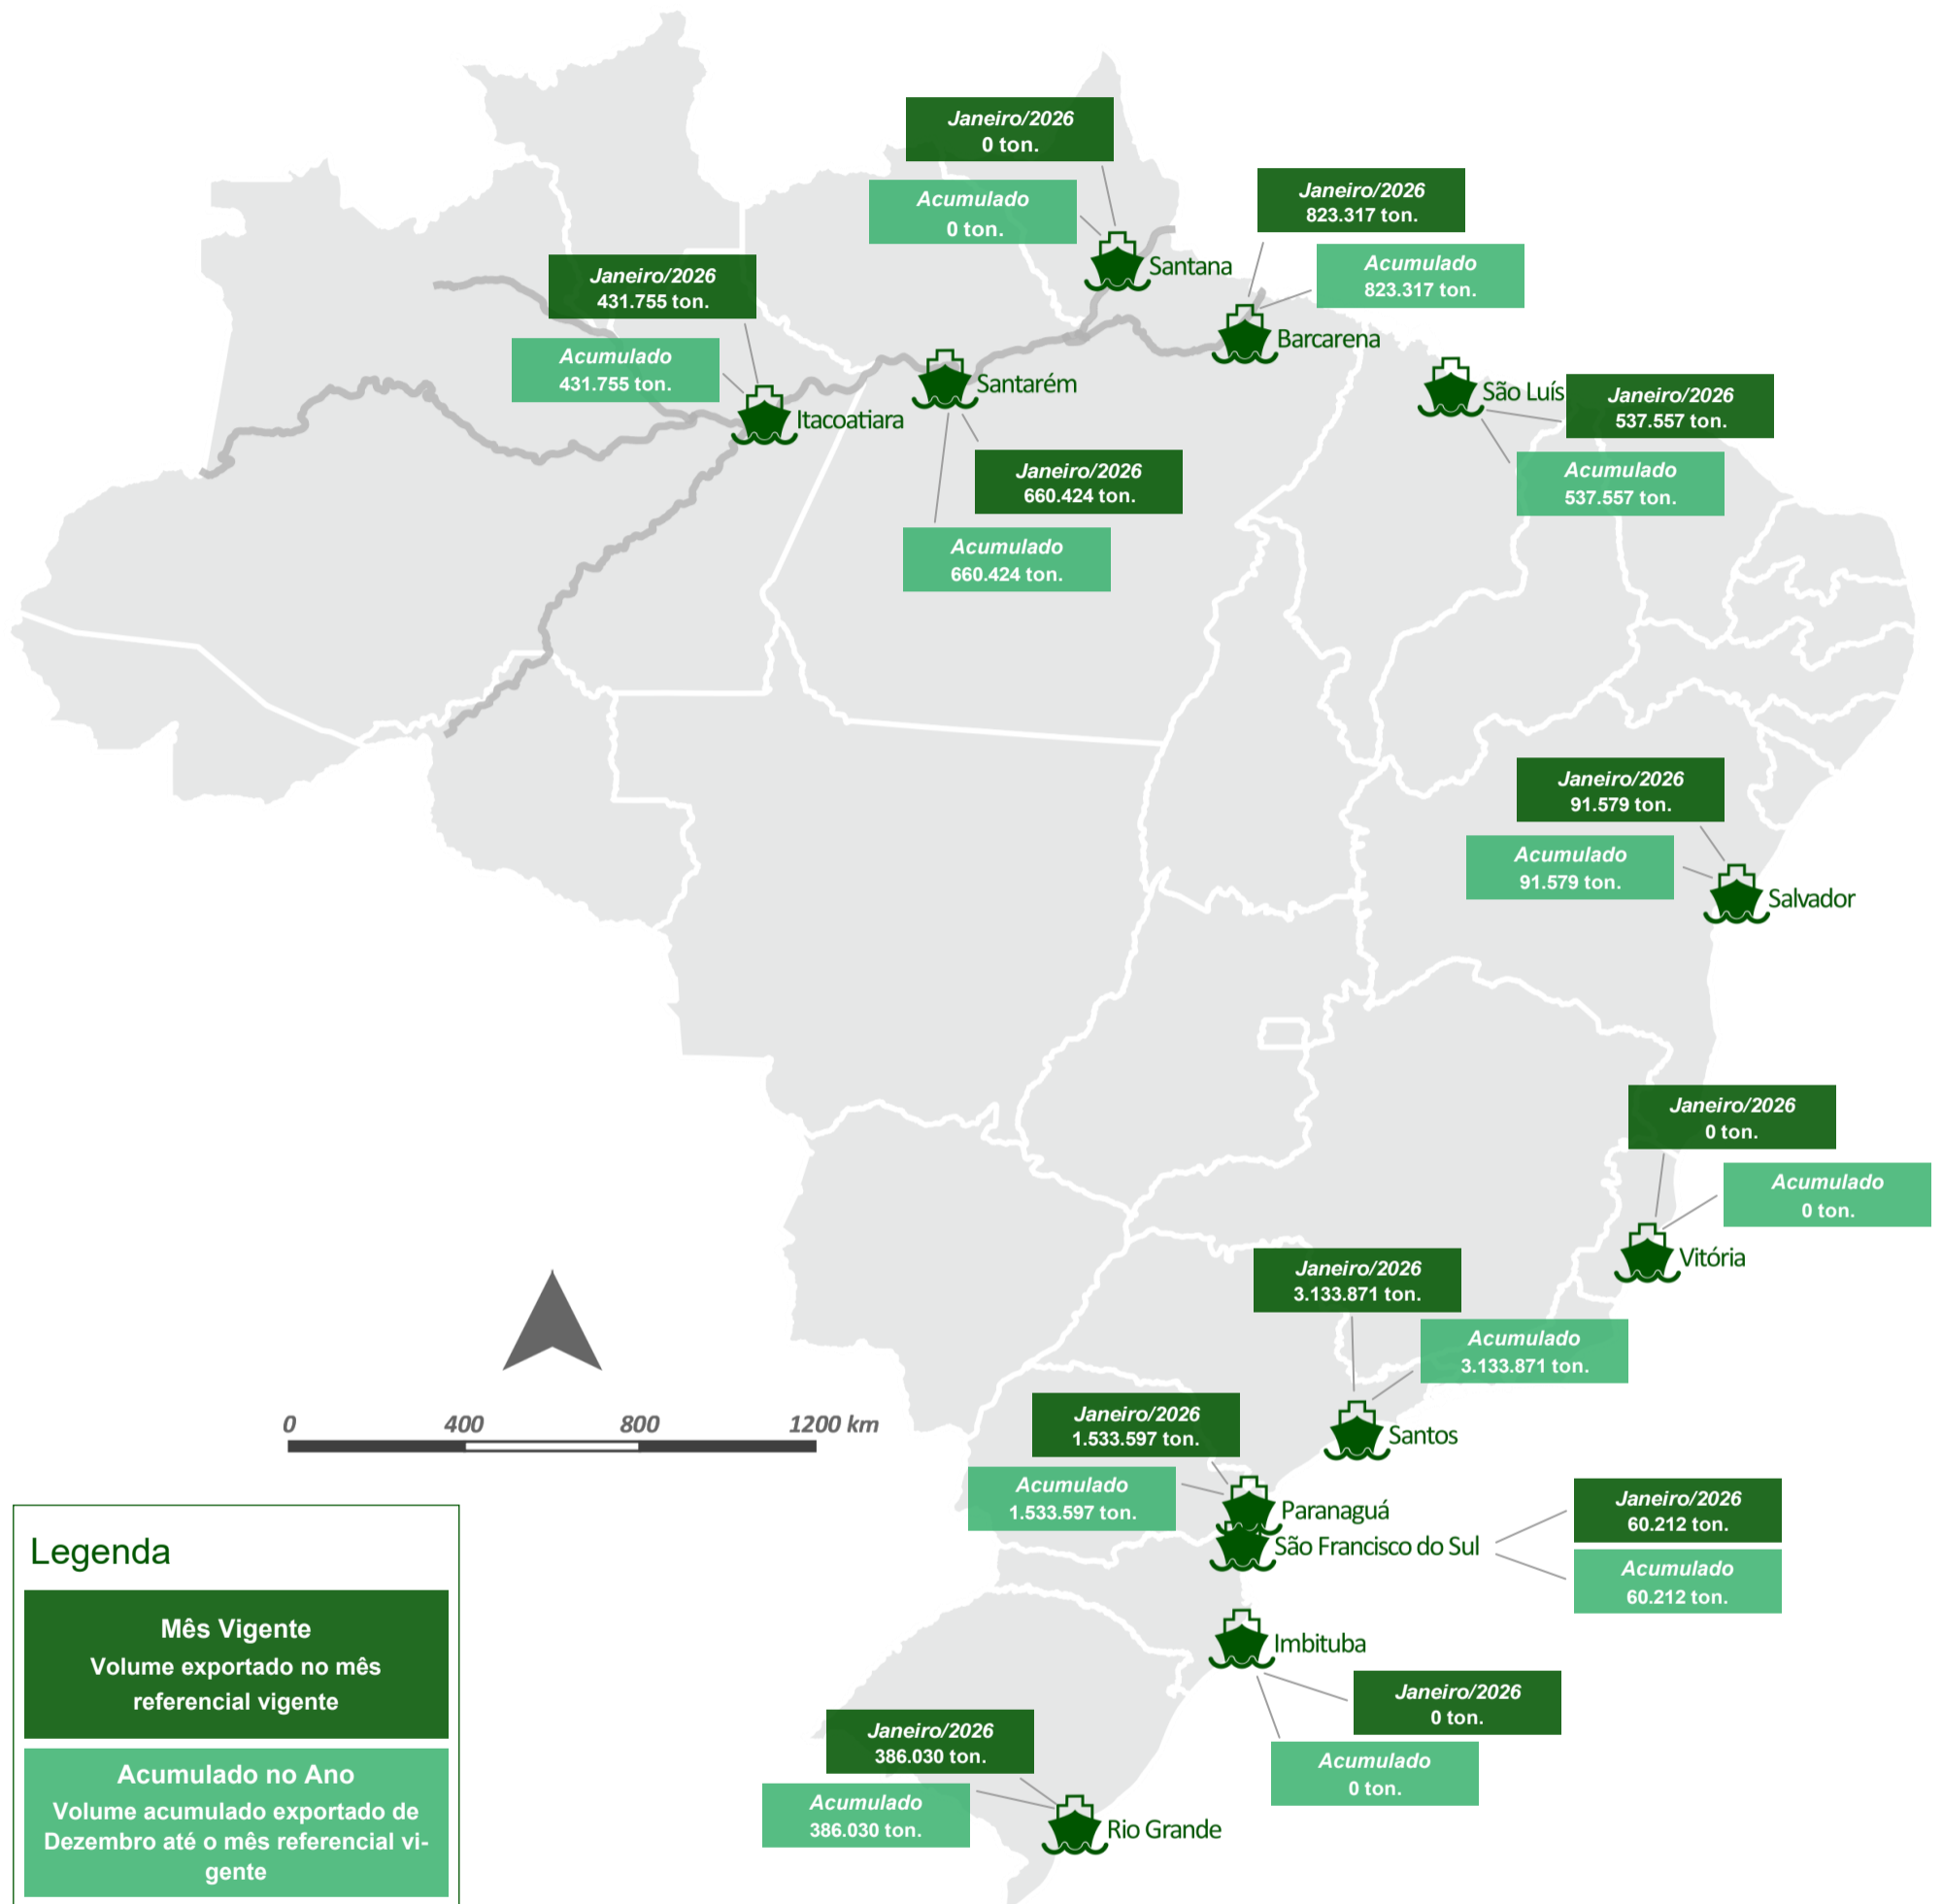 Janeiro/2026
0 ton.
Acumulado
0 ton.
Santana
Janeiro/2026
823.317 ton.
Acumulado
823.317 ton.
Barcarena
Janeiro/2026
431.755 ton.
Acumulado
431.755 ton.
Itacoatiara
Santarém
Janeiro/2026
660.424 ton.
Acumulado
660.424 ton.
São Luís
Janeiro/2026
537.557 ton.
Acumulado
537.557 ton.
Janeiro/2026
91.579 ton.
Acumulado
91.579 ton.
Salvador
Janeiro/2026
0 ton.
Acumulado
0 ton.
Vitória
Janeiro/2026
3.133.871 ton.
Acumulado
3.133.871 ton.
Santos
Janeiro/2026
1.533.597 ton.
Acumulado
1.533.597 ton.
Paranaguá
São Francisco do Sul
Janeiro/2026
60.212 ton.
Acumulado
60.212 ton.
Imbituba
Janeiro/2026
0 ton.
Acumulado
0 ton.
Janeiro/2026
386.030 ton.
Acumulado
386.030 ton.
Rio Grande
0 400 800 1200 km
Legenda
Mês Vigente
Volume exportado no mês
referencial vigente
Acumulado no Ano
Volume acumulado exportado de
Dezembro até o mês referencial vi-
gente